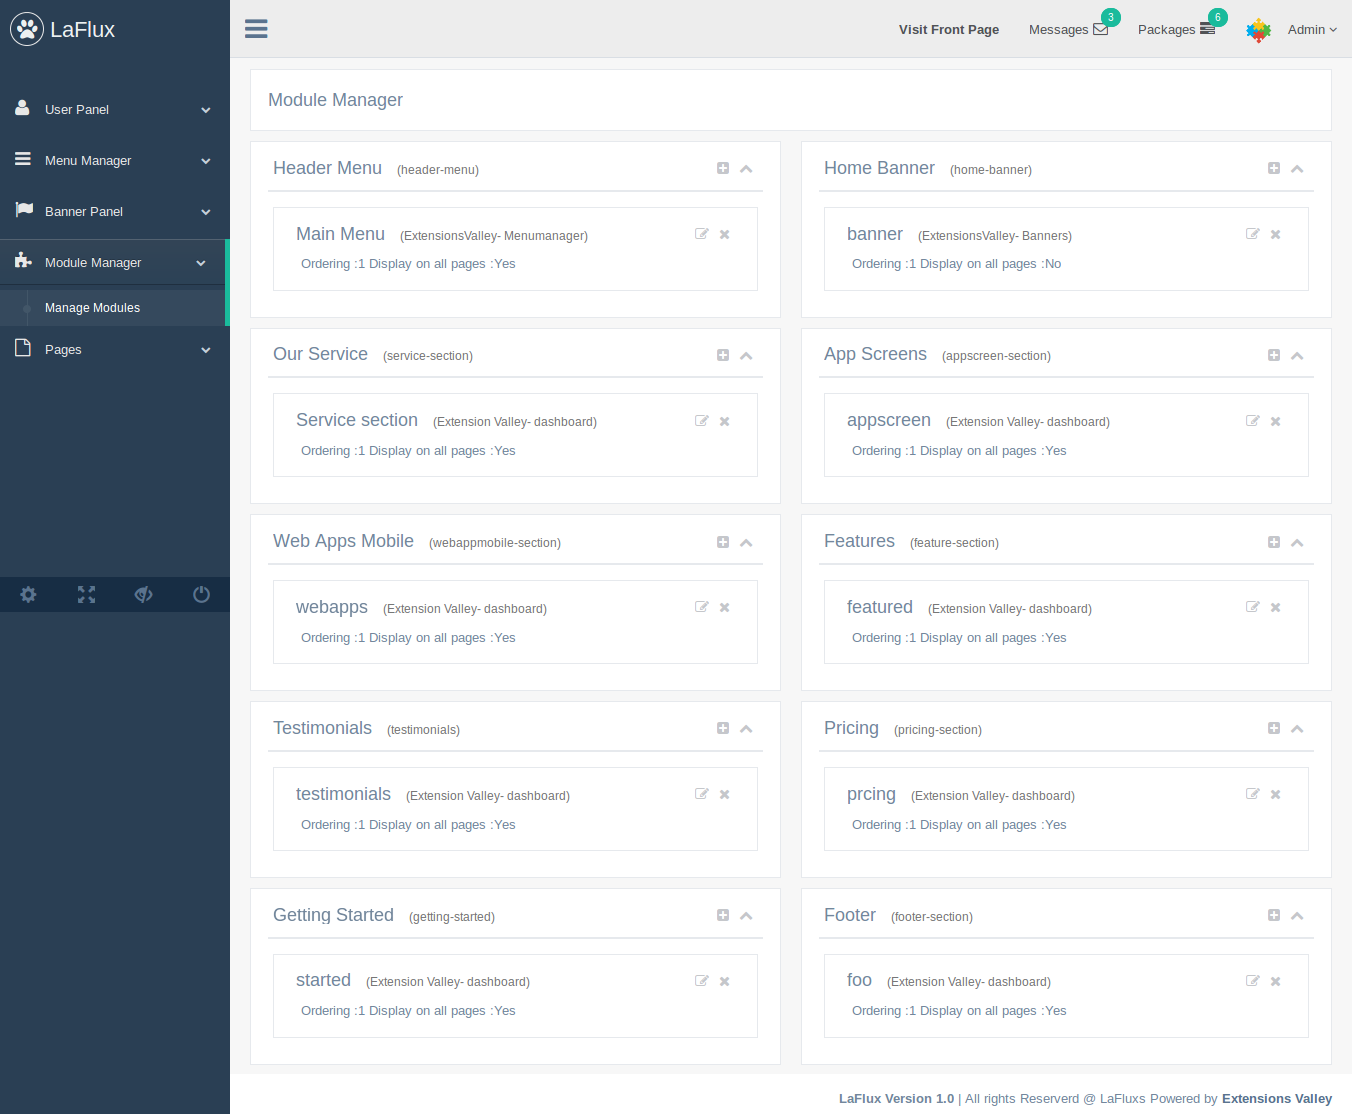 LaFlux
Visit Front Page Messages 3 Packages 6 Admin
User Panel
Menu Manager
Banner Panel
Module Manager
Manage Modules
Pages
Module Manager
Header Menu (header-menu)
Main Menu (ExtensionsValley- Menumanager)
Ordering :1 Display on all pages :Yes
Home Banner (home-banner)
banner (ExtensionsValley- Banners)
Ordering :1 Display on all pages :No
Our Service (service-section)
Service section (Extension Valley- dashboard)
Ordering :1 Display on all pages :Yes
App Screens (appscreen-section)
appscreen (Extension Valley- dashboard)
Ordering :1 Display on all pages :Yes
Web Apps Mobile (webappmobile-section)
webapps (Extension Valley- dashboard)
Ordering :1 Display on all pages :Yes
Features (feature-section)
featured (Extension Valley- dashboard)
Ordering :1 Display on all pages :Yes
Testimonials (testimonials)
testimonials (Extension Valley- dashboard)
Ordering :1 Display on all pages :Yes
Pricing (pricing-section)
prcing (Extension Valley- dashboard)
Ordering :1 Display on all pages :Yes
Getting Started (getting-started)
started (Extension Valley- dashboard)
Ordering :1 Display on all pages :Yes
Footer (footer-section)
foo (Extension Valley- dashboard)
Ordering :1 Display on all pages :Yes
LaFlux Version 1.0 | All rights Reserverd @ LaFluxs Powered by Extensions Valley